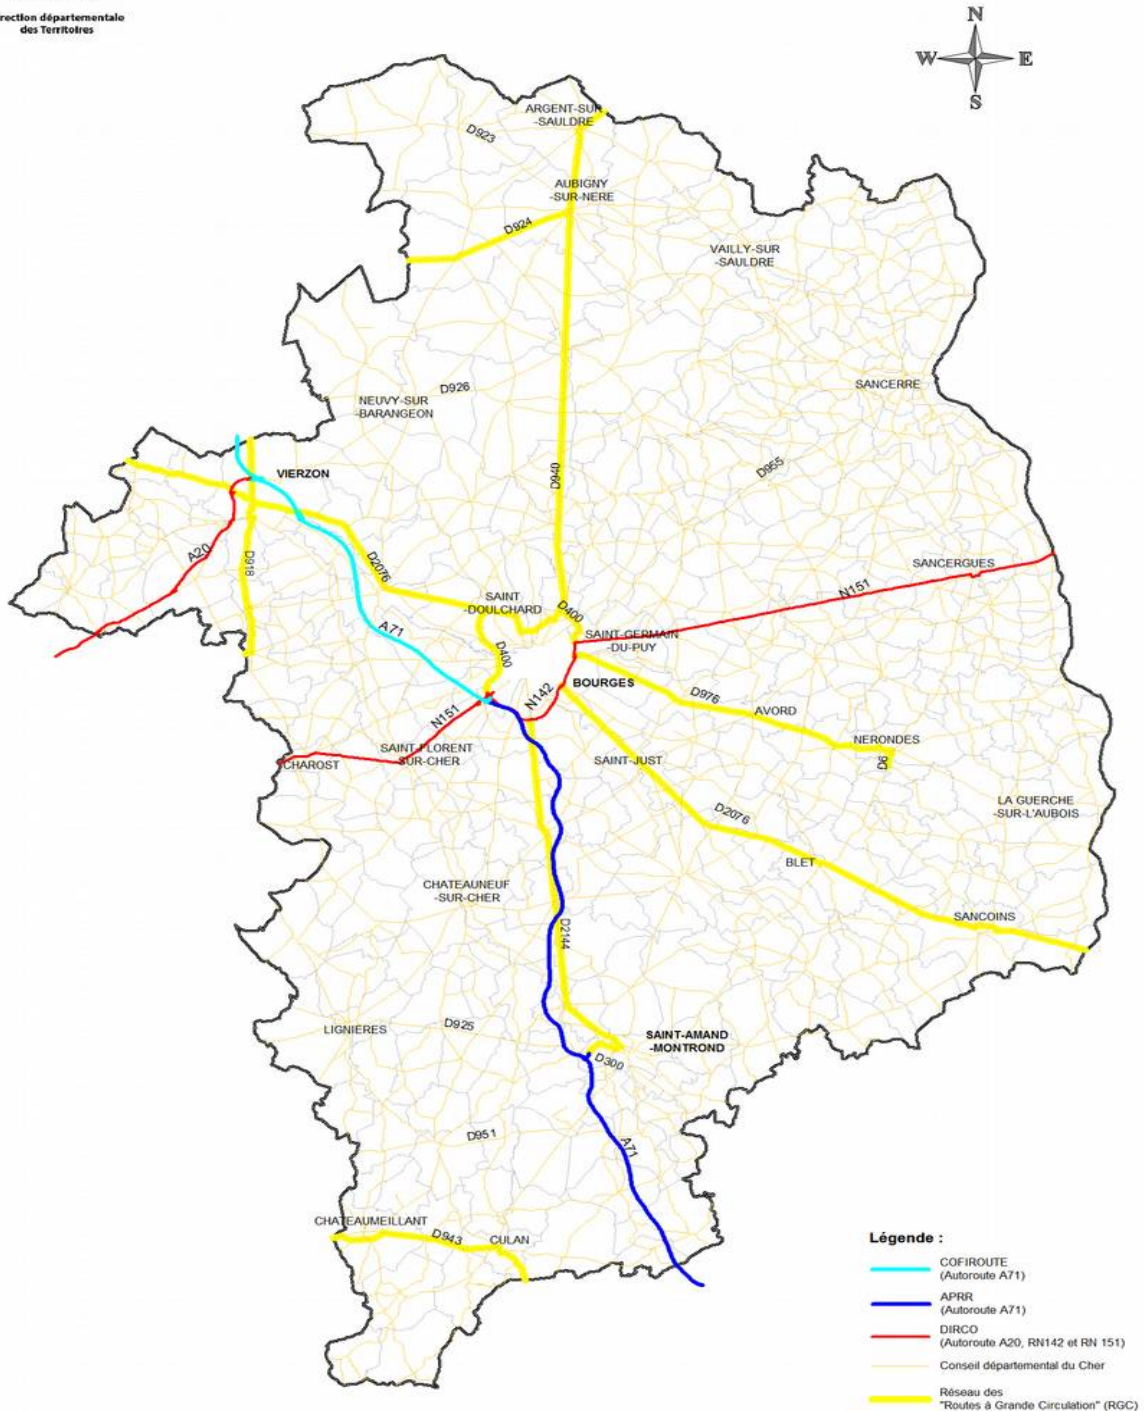 rection départementale
des Territoires
N
W E
S
ARGENT-SUR
-SAULDRE
D923
AUBIGNY
-SUR-NERE
D924
VAILLY-SUR
-SAULDRE
SANCERRE
D926
NEUVY-SUR
-BARANGEON
D940
D955
VIERZON
A20
D918
D2076
SANCERGUES
N151
SAINT
-DOULCHARD
D400
A71
SAINT-GERMAIN
-DU-PUY
D400
BOURGES
N142
D976
AVORD
N151
NERONDES
SAINT-FLORENT
-SUR-CHER
CHAROST
SAINT-JUST
D6
LA GUERCHE
-SUR-L'AUBOIS
D2076
BLET
CHATEAUNEUF
-SUR-CHER
SANCOINS
D2144
LIGNIERES
D925
SAINT-AMAND
-MONTROND
D300
D951
A71
CHATEAUMEILLANT
D943
CULAN
Légende :
COFIROUTE
(Autoroute A71)
APRR
(Autoroute A71)
DIRCO
(Autoroute A20, RN142 et RN 151)
Conseil départemental du Cher
Réseau des
"Routes à Grande Circulation" (RGC)